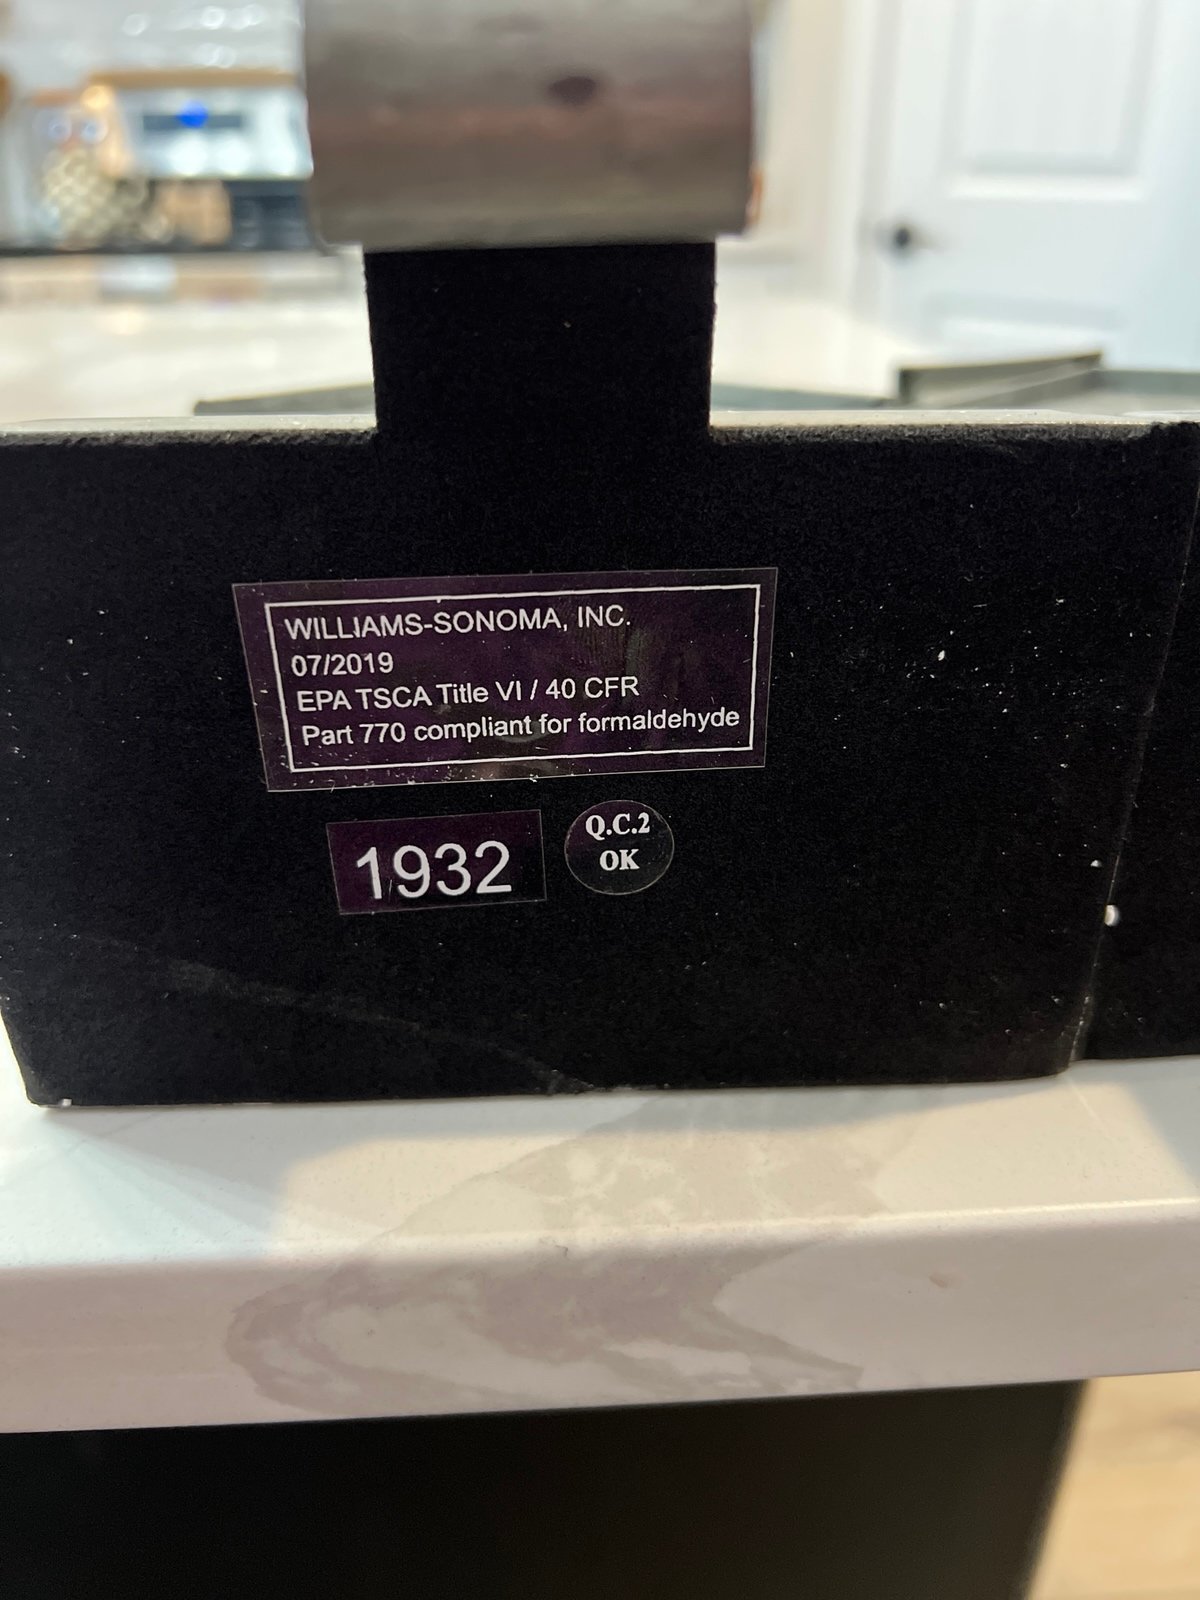 WILLIAMS-SONOMA, INC.
07/2019
EPA TSCA Title VI / 40 CFR
Part 770 compliant for formaldehyde
1932
Q.C.2
OK